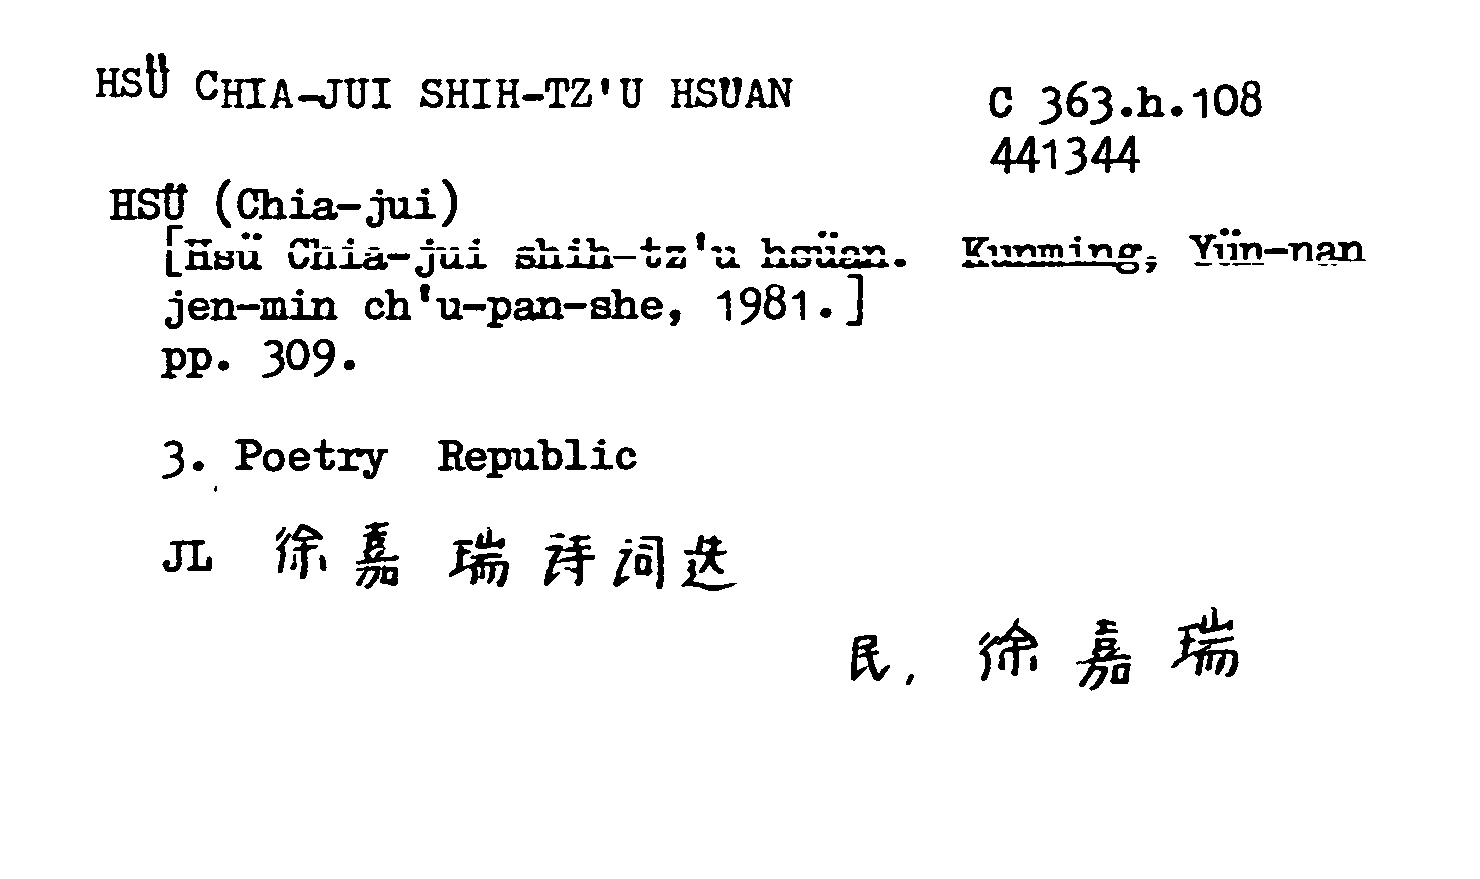 HSÜ CHIA-JUI SHIH-TZ'U HSÜAN
C 363.h.108
441344
HSÜ (Chia-jui)
[Hsü Chia-jui shih-tz'u hsüan. Kunming, Yün-nan
jen-min ch'u-pan-she, 1981.]
pp. 309.
3. Poetry Republic
JL 徐嘉瑞诗词选
民, 徐嘉瑞